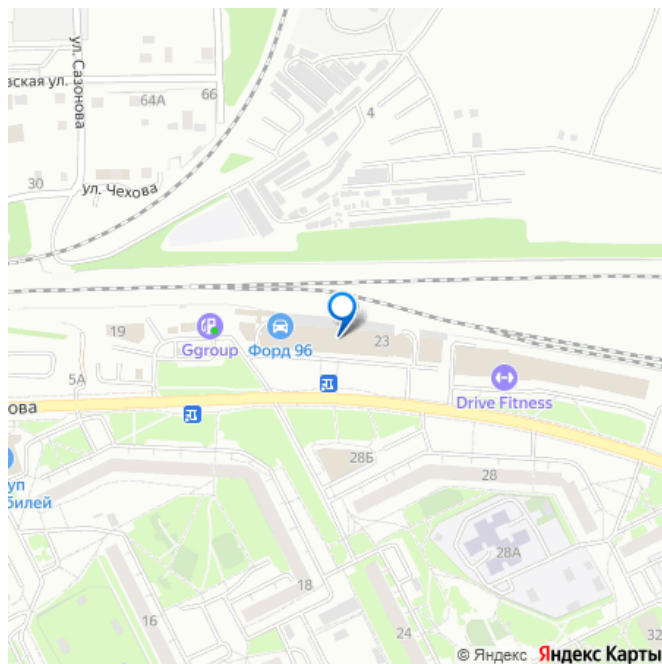 ул. Сазонова
вская ул.
64А
66
4
30
ул. Чехова
19
Ggroup
Форд 96
23
5А
Drive Fitness
ова
28Б
28
уп
билей
28А
18
16
24
32
© Яндекс Яндекс Карты